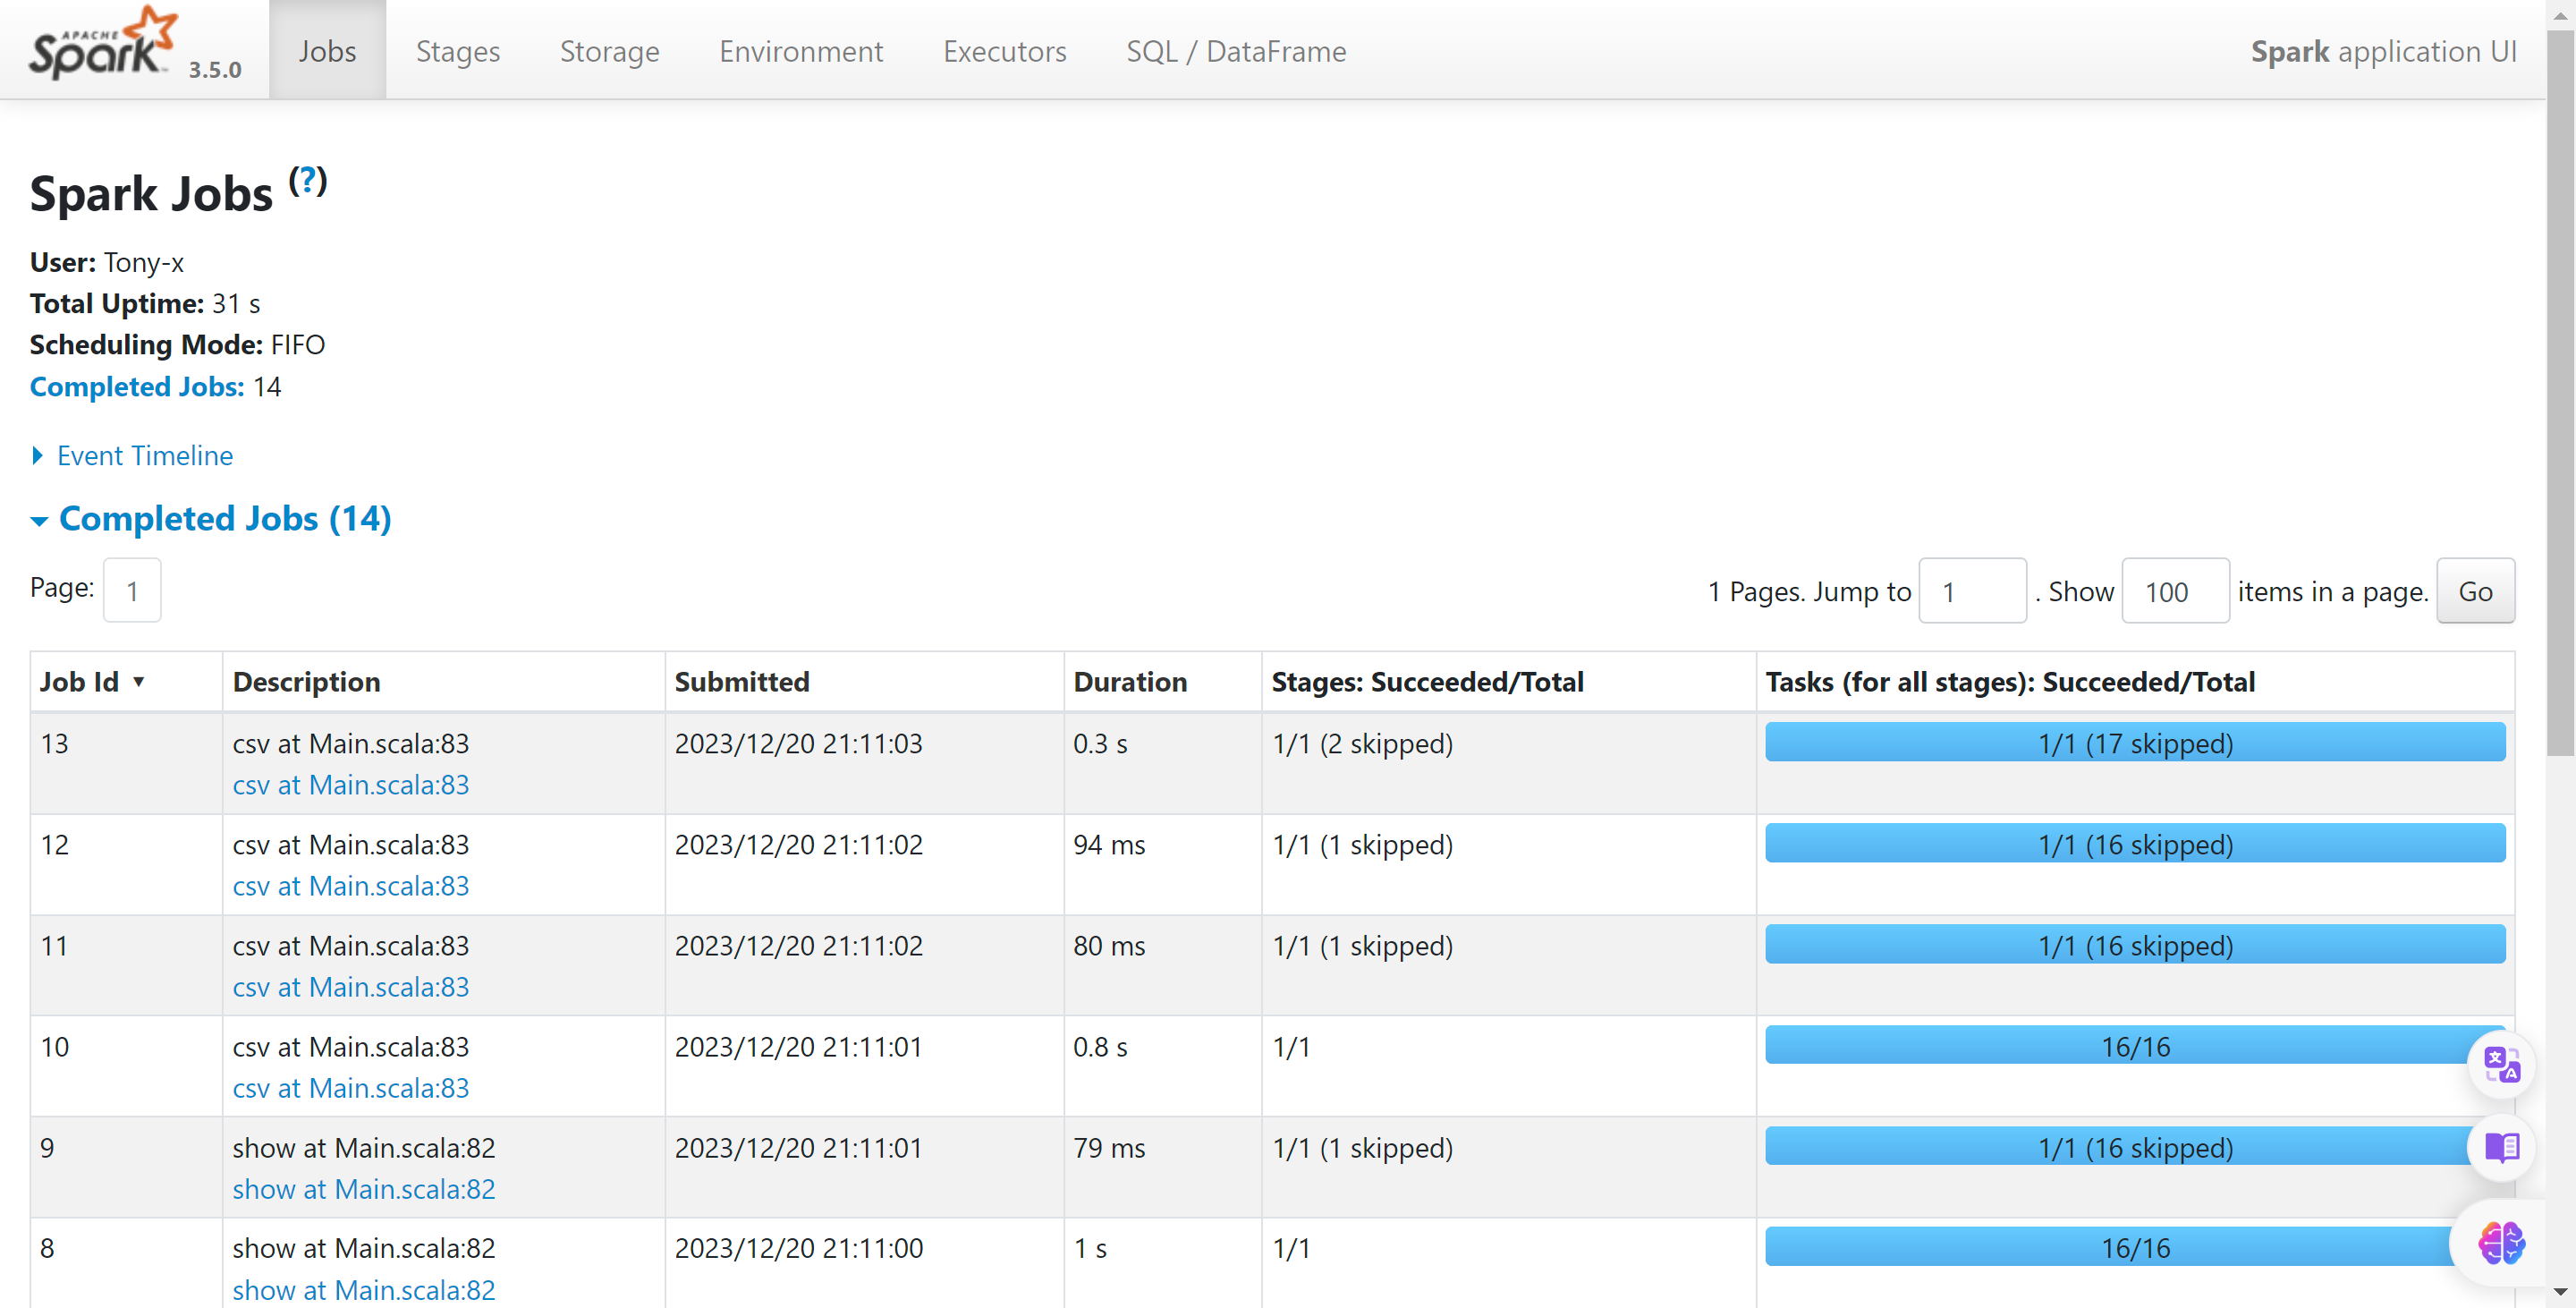 APACHE
Spark™ 3.5.0 Jobs Stages Storage Environment Executors SQL / DataFrame Spark application UI
Spark Jobs (?)
User: Tony-x
Total Uptime: 31 s
Scheduling Mode: FIFO
Completed Jobs: 14
Event Timeline
Completed Jobs (14)
Page: 1 1 Pages. Jump to 1 . Show 100 items in a page. Go
Job Id ▾ Description Submitted Duration Stages: Succeeded/Total Tasks (for all stages): Succeeded/Total
13 csv at Main.scala:83 2023/12/20 21:11:03 0.3 s 1/1 (2 skipped) 1/1 (17 skipped)
csv at Main.scala:83
12 csv at Main.scala:83 2023/12/20 21:11:02 94 ms 1/1 (1 skipped) 1/1 (16 skipped)
csv at Main.scala:83
11 csv at Main.scala:83 2023/12/20 21:11:02 80 ms 1/1 (1 skipped) 1/1 (16 skipped)
csv at Main.scala:83
10 csv at Main.scala:83 2023/12/20 21:11:01 0.8 s 1/1 16/16
csv at Main.scala:83
9 show at Main.scala:82 2023/12/20 21:11:01 79 ms 1/1 (1 skipped) 1/1 (16 skipped)
show at Main.scala:82
8 show at Main.scala:82 2023/12/20 21:11:00 1 s 1/1 16/16
show at Main.scala:82